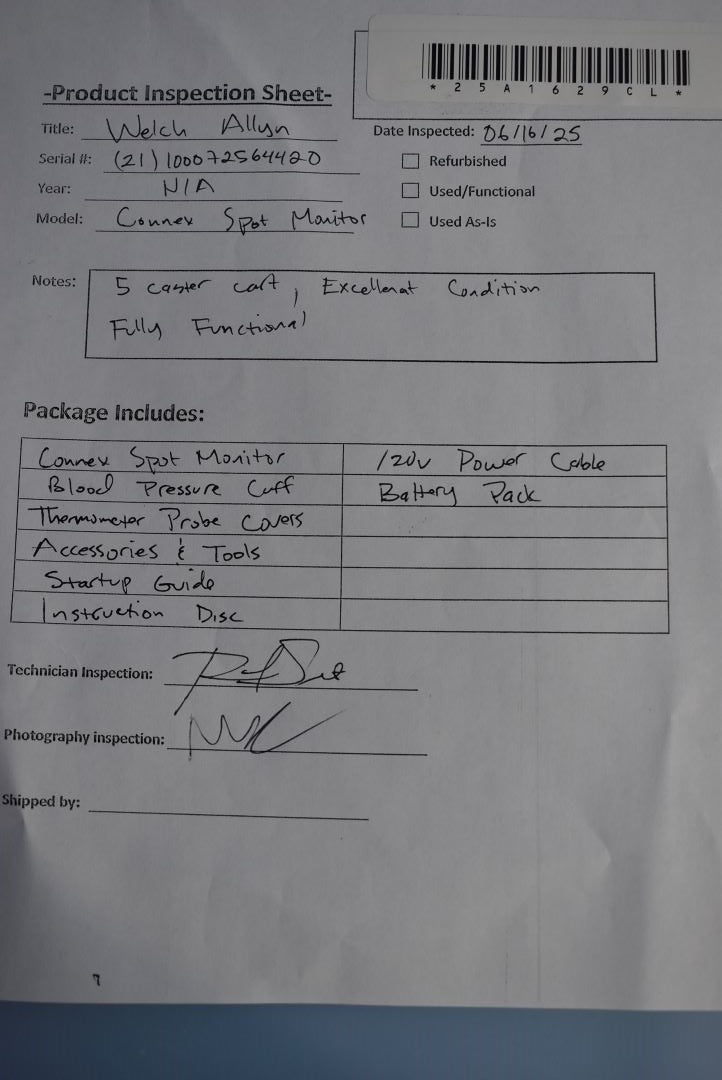 * 2 5 A 1 6 2 9 C L *
-Product Inspection Sheet-
Title: Welch Allyn
Date Inspected: 06/16/25
Serial #: (21) 100072564420
Refurbished
Year: N/A
Used/Functional
Model: Connex Spot Monitor
Used As-Is
Notes: 5 caster cart, Excellenat Condition
Fully Functional
Package Includes:
Connex Spot Monitor 120v Power Cable
Blood Pressure Cuff Battery Pack
Thermometer Probe Covers
Accessories & Tools
Startup Guide
Instruction Disc
Technician Inspection:
Photography inspection:
Shipped by:
7